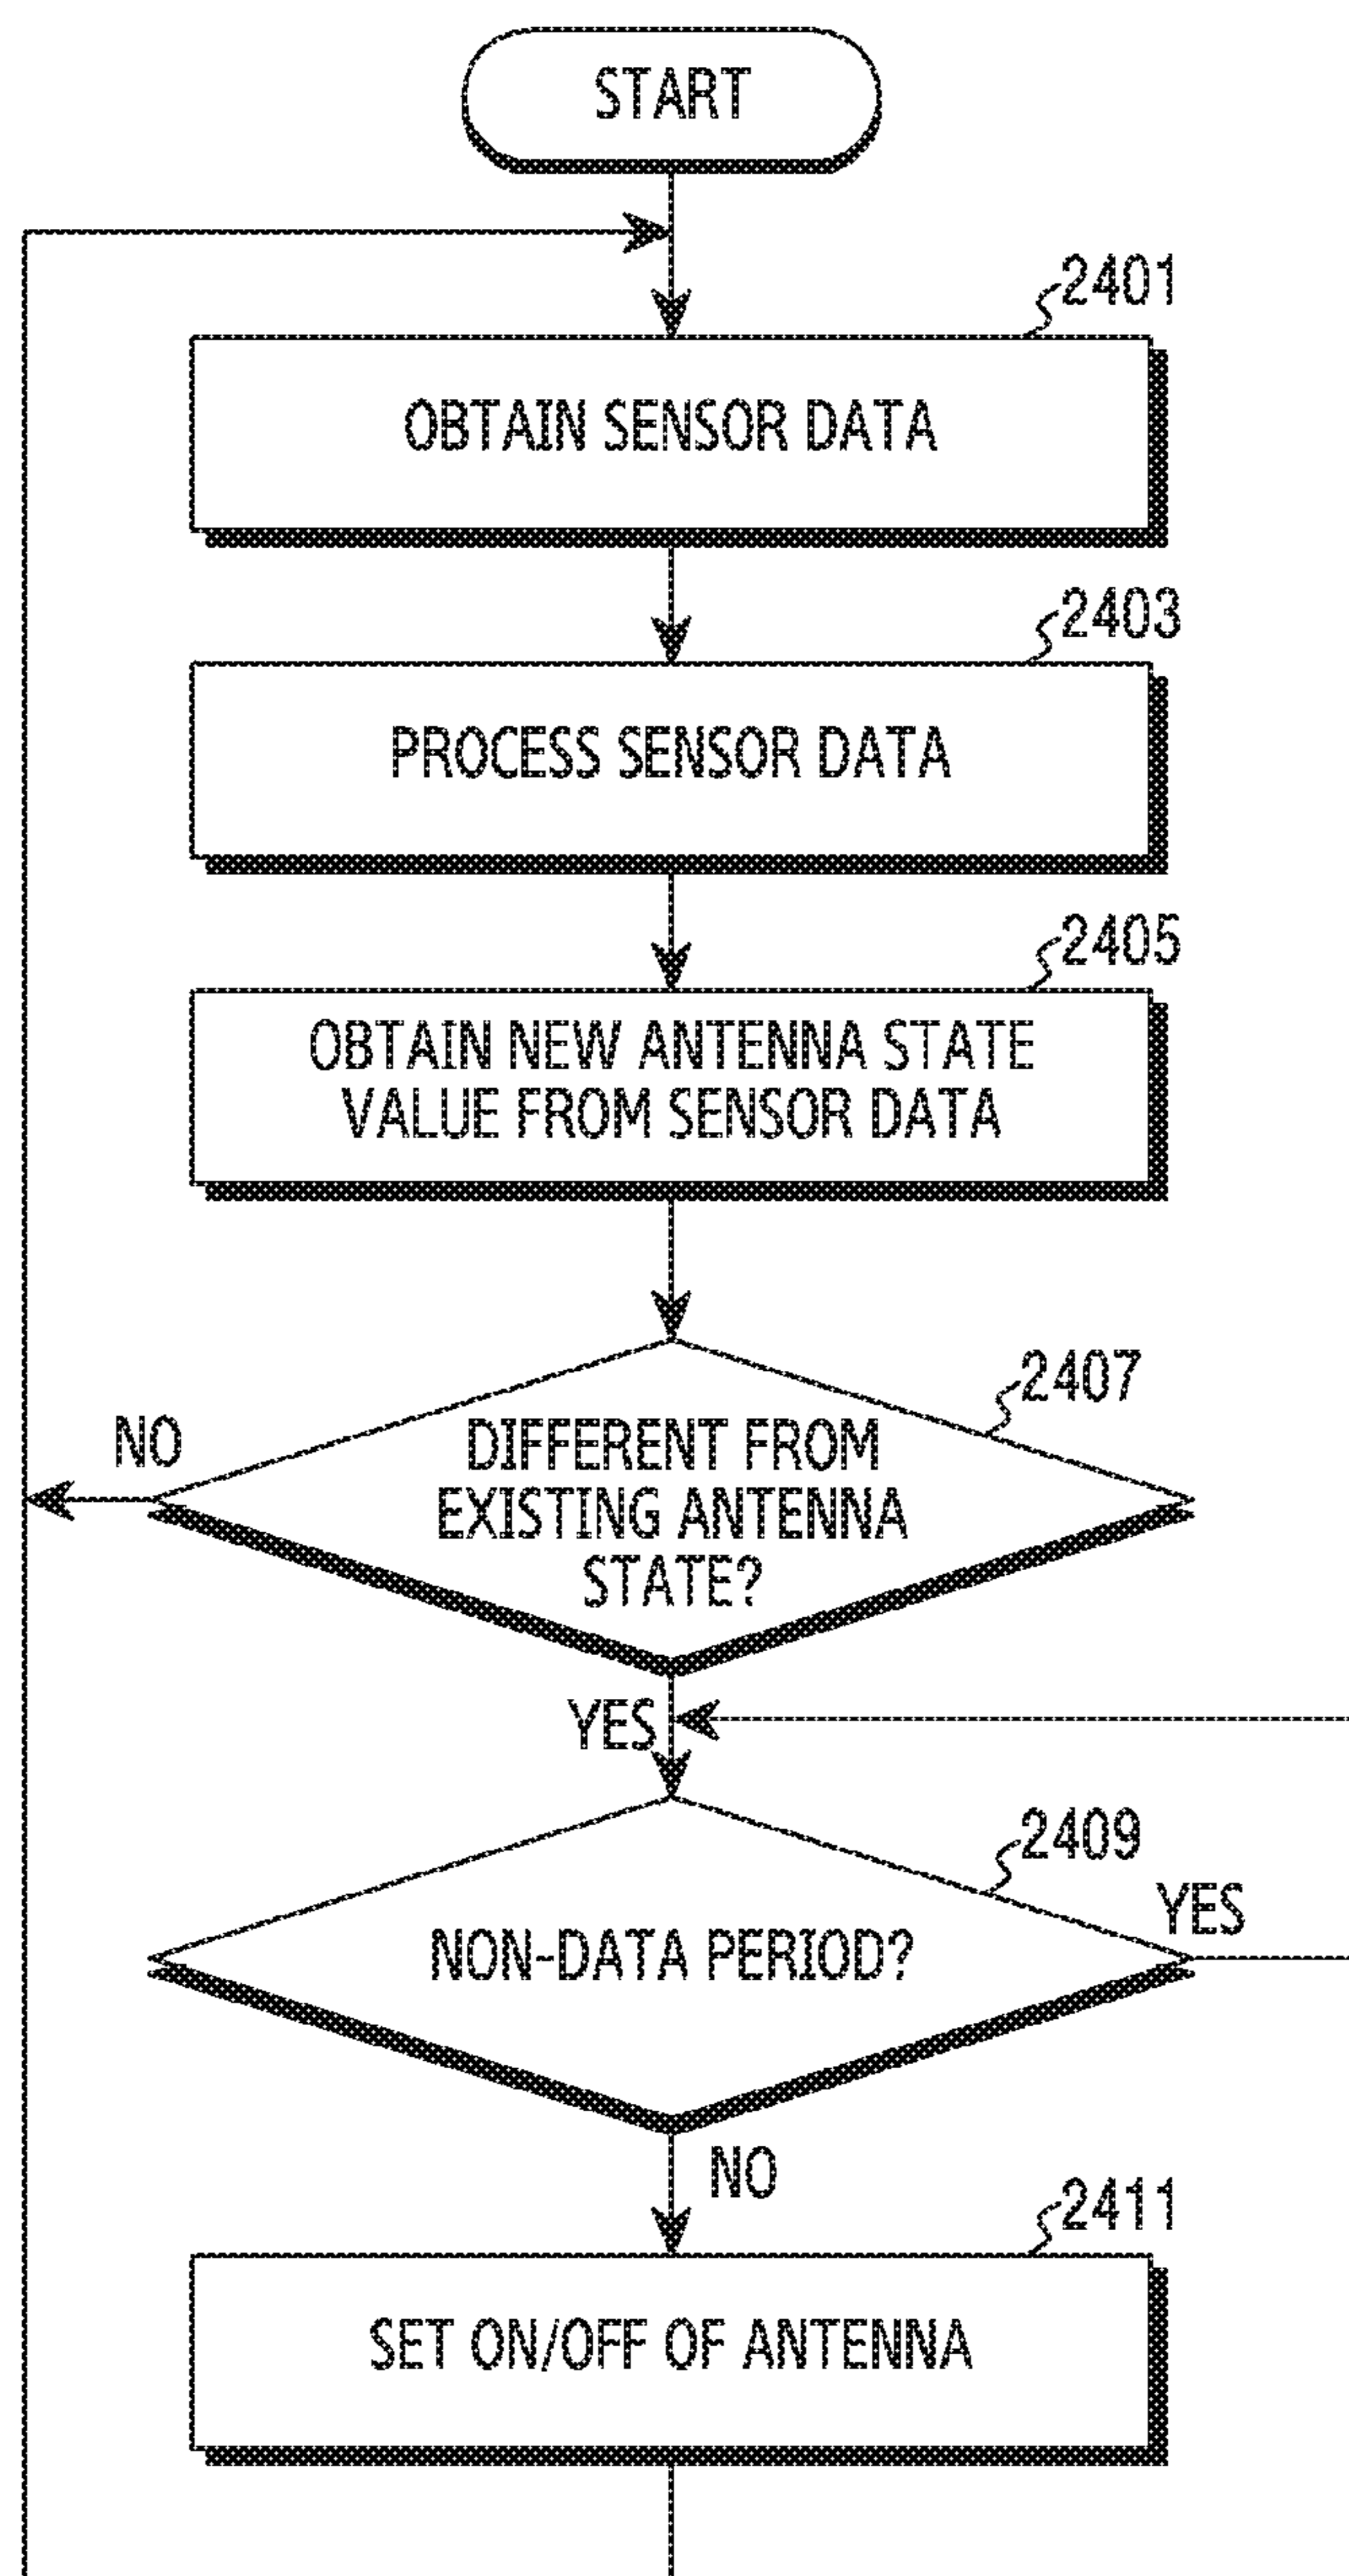 START
2401
OBTAIN SENSOR DATA
2403
PROCESS SENSOR DATA
2405
OBTAIN NEW ANTENNA STATE
VALUE FROM SENSOR DATA
2407
NO
DIFFERENT FROM
EXISTING ANTENNA
STATE?
YES
2409
YES
NON-DATA PERIOD?
NO
2411
SET ON/OFF OF ANTENNA